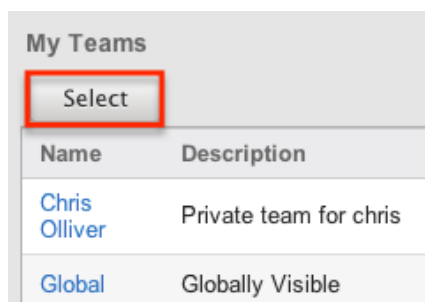 My Teams
Select
Name Description
Chris
Olliver Private team for chris
Global Globally Visible